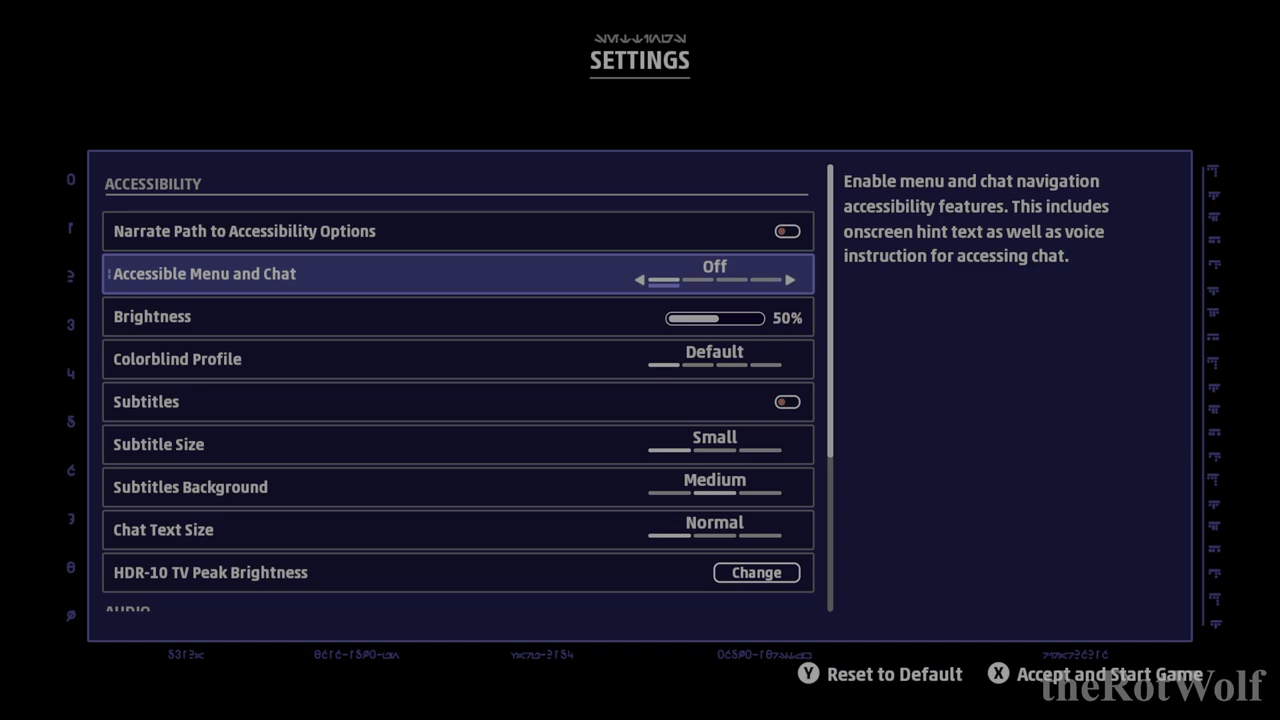 SETTINGS
ACCESSIBILITY
Narrate Path to Accessibility Options
Accessible Menu and Chat
Off
Brightness
50%
Colorblind Profile
Default
Subtitles
Subtitle Size
Small
Subtitles Background
Medium
Chat Text Size
Normal
HDR-10 TV Peak Brightness
Change
AUDIO
Enable menu and chat navigation
accessibility features. This includes
onscreen hint text as well as voice
instruction for accessing chat.
Y Reset to Default
X Accept and Start Game
theRotWolf